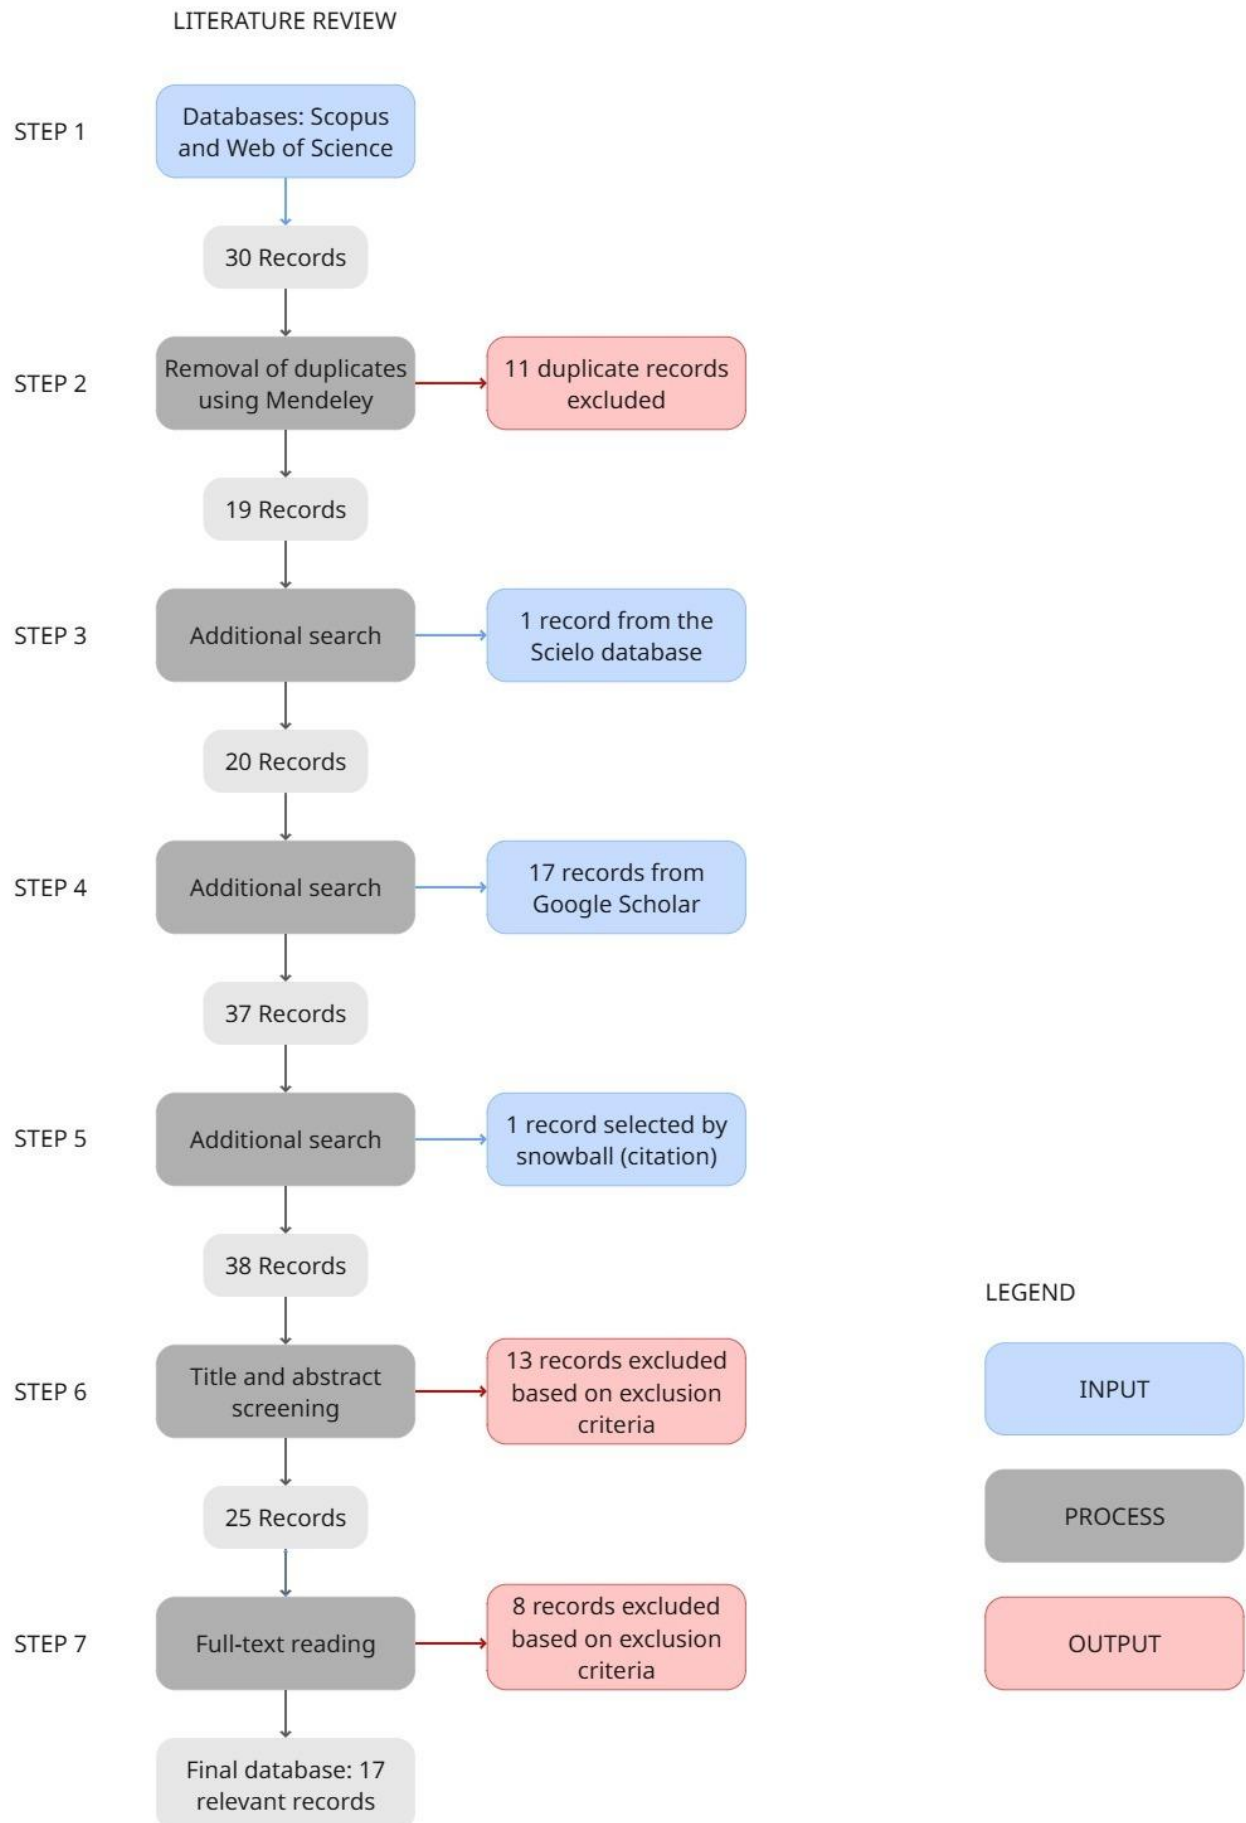 LITERATURE REVIEW
STEP 1
Databases: Scopus
and Web of Science
30 Records
STEP 2
Removal of duplicates
using Mendeley
11 duplicate records
excluded
19 Records
STEP 3
Additional search
1 record from the
Scielo database
20 Records
STEP 4
Additional search
17 records from
Google Scholar
37 Records
STEP 5
Additional search
1 record selected by
snowball (citation)
38 Records
STEP 6
Title and abstract
screening
13 records excluded
based on exclusion
criteria
25 Records
STEP 7
Full-text reading
8 records excluded
based on exclusion
criteria
Final database: 17
relevant records
LEGEND
INPUT
PROCESS
OUTPUT